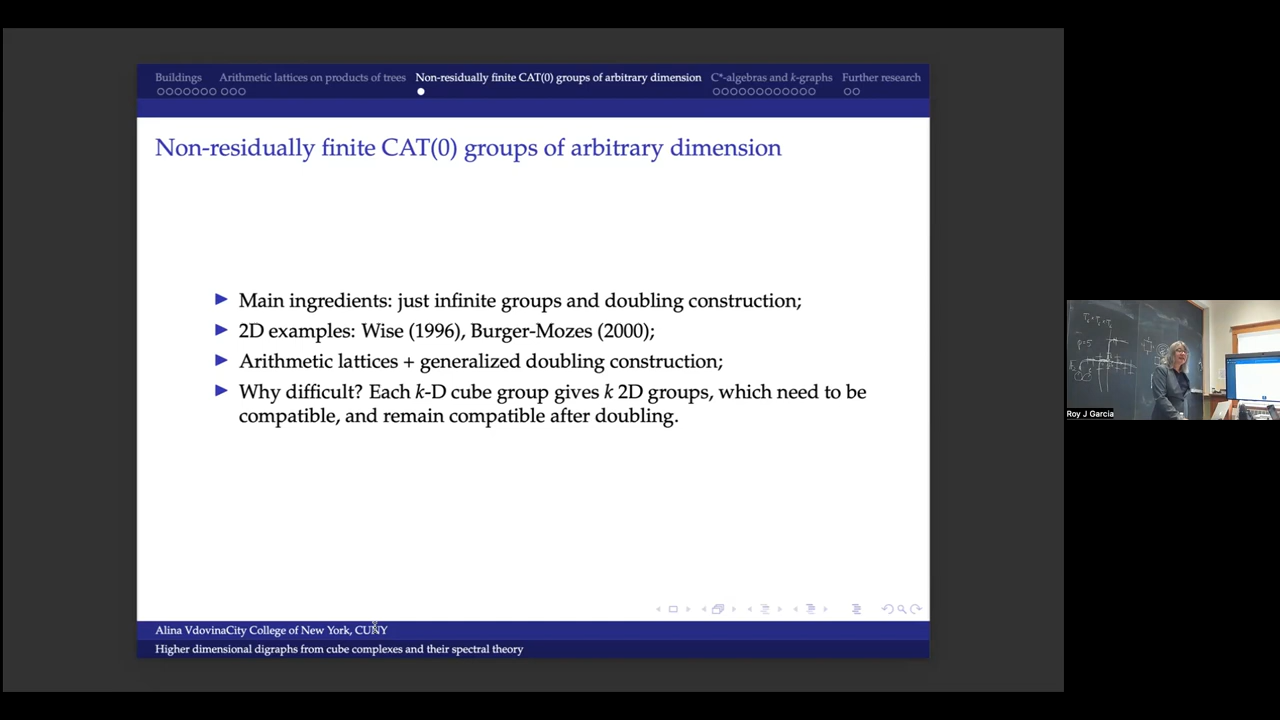 Buildings Arithmetic lattices on products of trees Non-residually finite CAT(0) groups of arbitrary dimension C*-algebras and k-graphs Further research
Non-residually finite CAT(0) groups of arbitrary dimension
Main ingredients: just infinite groups and doubling construction;
2D examples: Wise (1996), Burger-Mozes (2000);
Arithmetic lattices + generalized doubling construction;
Why difficult? Each k-D cube group gives k 2D groups, which need to be
compatible, and remain compatible after doubling.
Alina VdovinaCity College of New York, CUNY
Higher dimensional digraphs from cube complexes and their spectral theory
Roy J Garcia